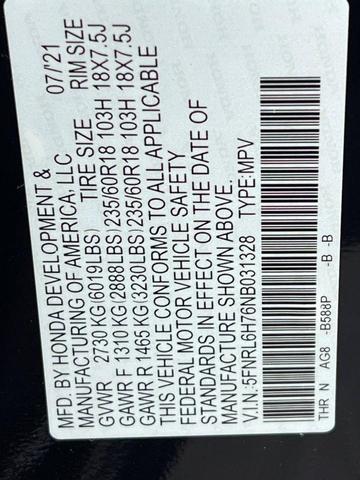 MFD. BY HONDA DEVELOPMENT & 07/'21
MANUFACTURING OF AMERICA, LLC
TIRE SIZE RIM SIZE
GVWR 2730 KG(6019LBS)
GAWR F 1310 KG(2888LBS) 235/60R18 103H 18X7.5J
GAWR R 1465 KG(3230LBS) 235/60R18 103H 18X7.5J
THIS VEHICLE CONFORMS TO ALL APPLICABLE
FEDERAL MOTOR VEHICLE SAFETY
STANDARDS IN EFFECT ON THE DATE OF
MANUFACTURE SHOWN ABOVE.
V.I.N.:5FNRL6H76NB031328 TYPE:MPV
THR N AG8 -B588P -B -B